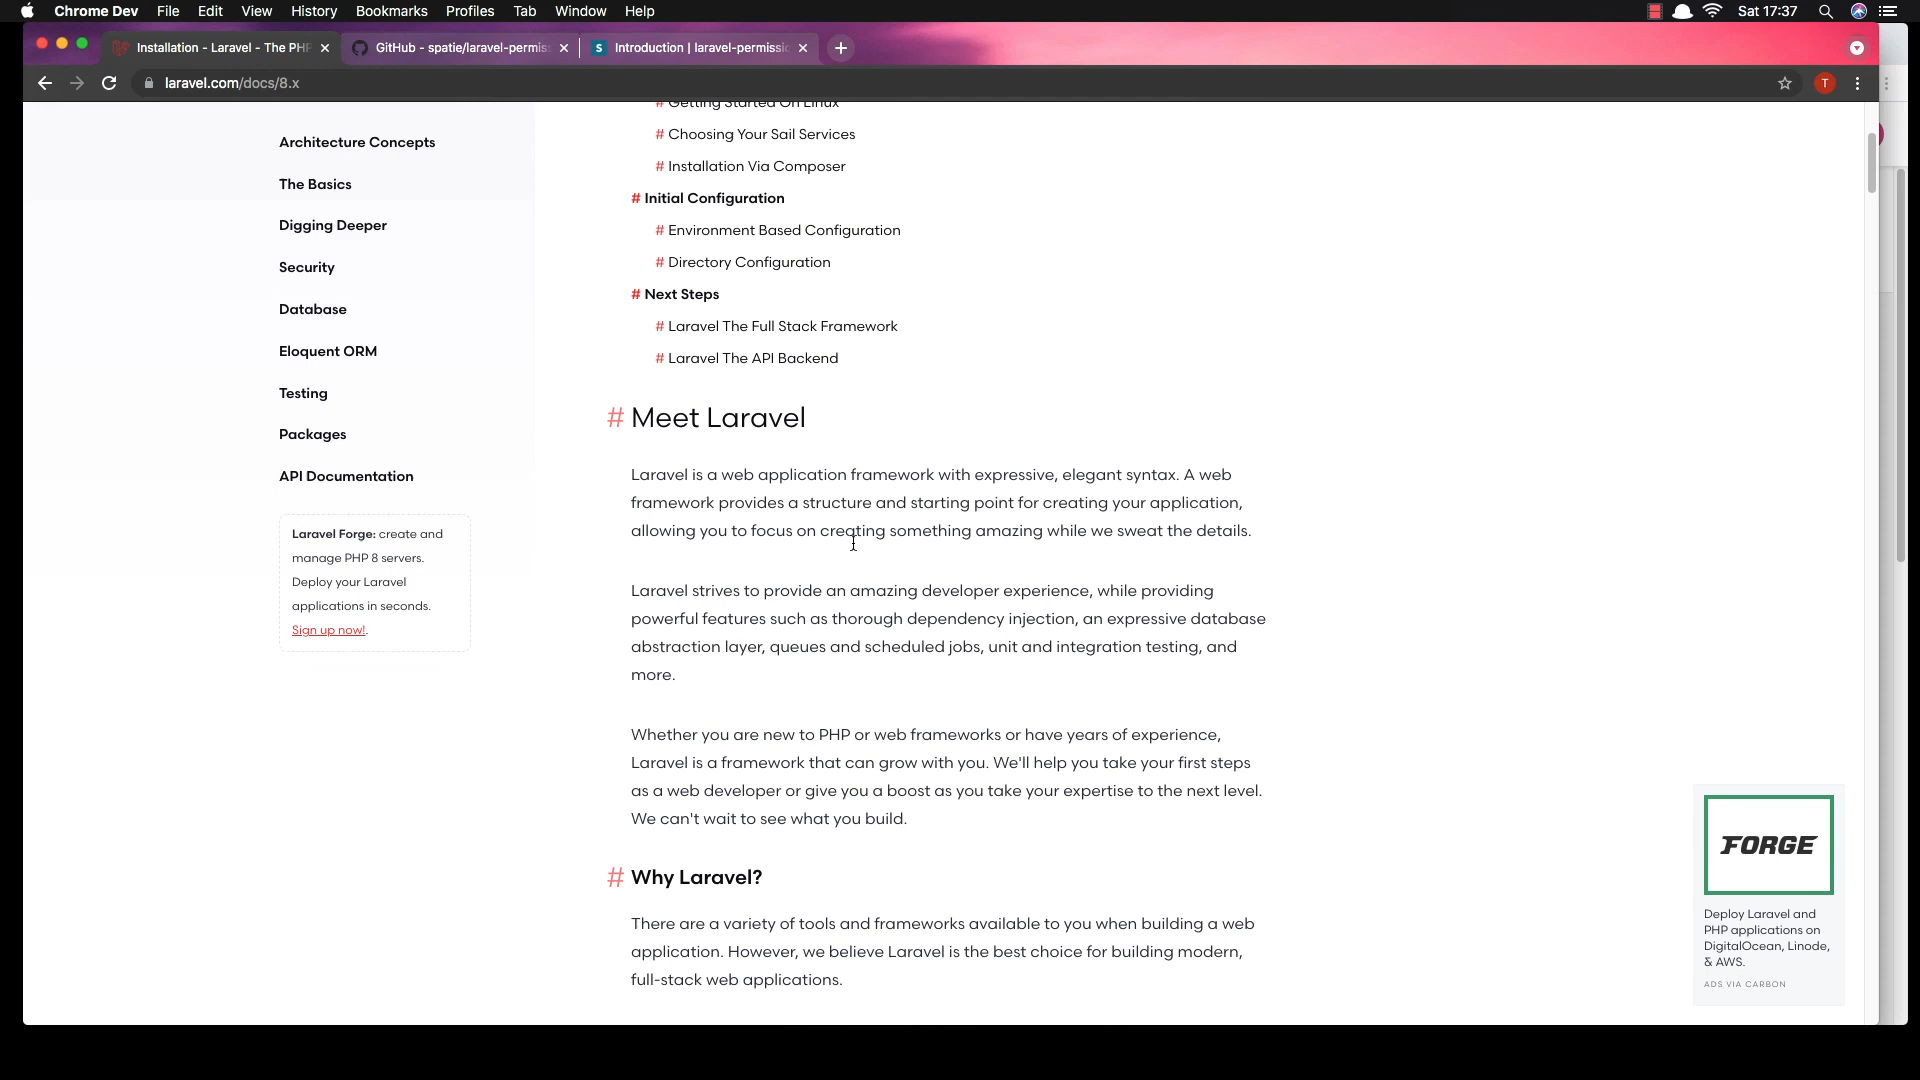 Chrome Dev File Edit View History Bookmarks Profiles Tab Window Help Sat 17:37
Installation - Laravel - The PHP
GitHub - spatie/laravel-permis
S Introduction | laravel-permissio
laravel.com/docs/8.x T
Architecture Concepts
The Basics
Digging Deeper
Security
Database
Eloquent ORM
Testing
Packages
API Documentation
Laravel Forge: create and
manage PHP 8 servers.
Deploy your Laravel
applications in seconds.
Sign up now!.
# Getting Started On Linux
# Choosing Your Sail Services
# Installation Via Composer
# Initial Configuration
# Environment Based Configuration
# Directory Configuration
# Next Steps
# Laravel The Full Stack Framework
# Laravel The API Backend
# Meet Laravel
Laravel is a web application framework with expressive, elegant syntax. A web
framework provides a structure and starting point for creating your application,
allowing you to focus on creating something amazing while we sweat the details.
Laravel strives to provide an amazing developer experience, while providing
powerful features such as thorough dependency injection, an expressive database
abstraction layer, queues and scheduled jobs, unit and integration testing, and
more.
Whether you are new to PHP or web frameworks or have years of experience,
Laravel is a framework that can grow with you. We'll help you take your first steps
as a web developer or give you a boost as you take your expertise to the next level.
We can't wait to see what you build.
# Why Laravel?
There are a variety of tools and frameworks available to you when building a web
application. However, we believe Laravel is the best choice for building modern,
full-stack web applications.
FORGE
Deploy Laravel and
PHP applications on
DigitalOcean, Linode,
& AWS.
ADS VIA CARBON